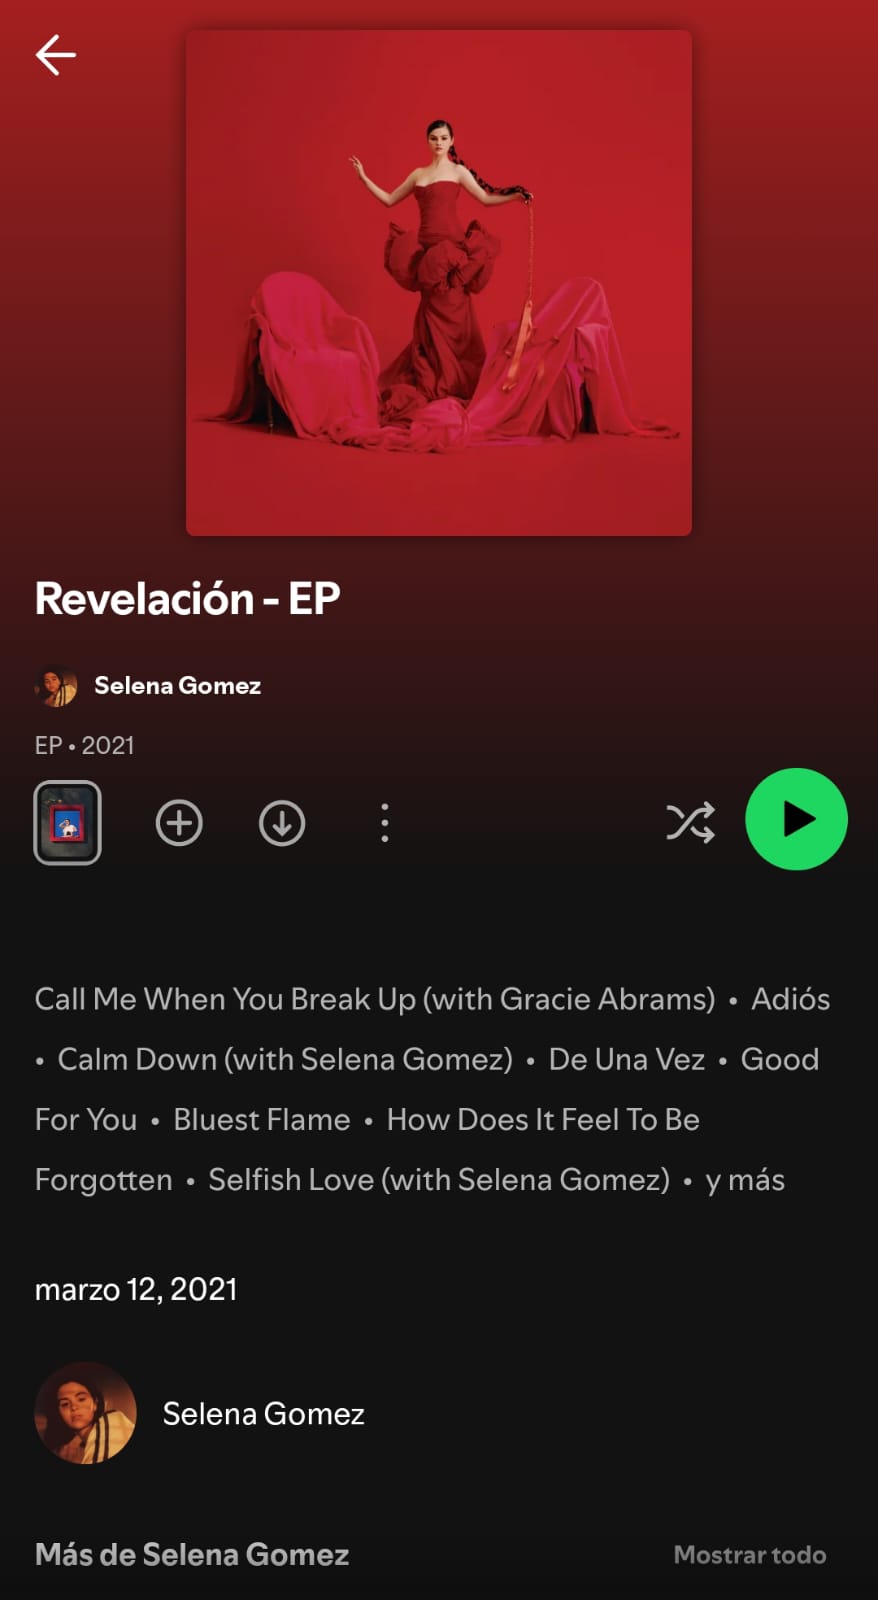 Revelación - EP
Selena Gomez
EP • 2021
Call Me When You Break Up (with Gracie Abrams) • Adiós
• Calm Down (with Selena Gomez) • De Una Vez • Good
For You • Bluest Flame • How Does It Feel To Be
Forgotten • Selfish Love (with Selena Gomez) • y más
marzo 12, 2021
Selena Gomez
Más de Selena Gomez
Mostrar todo